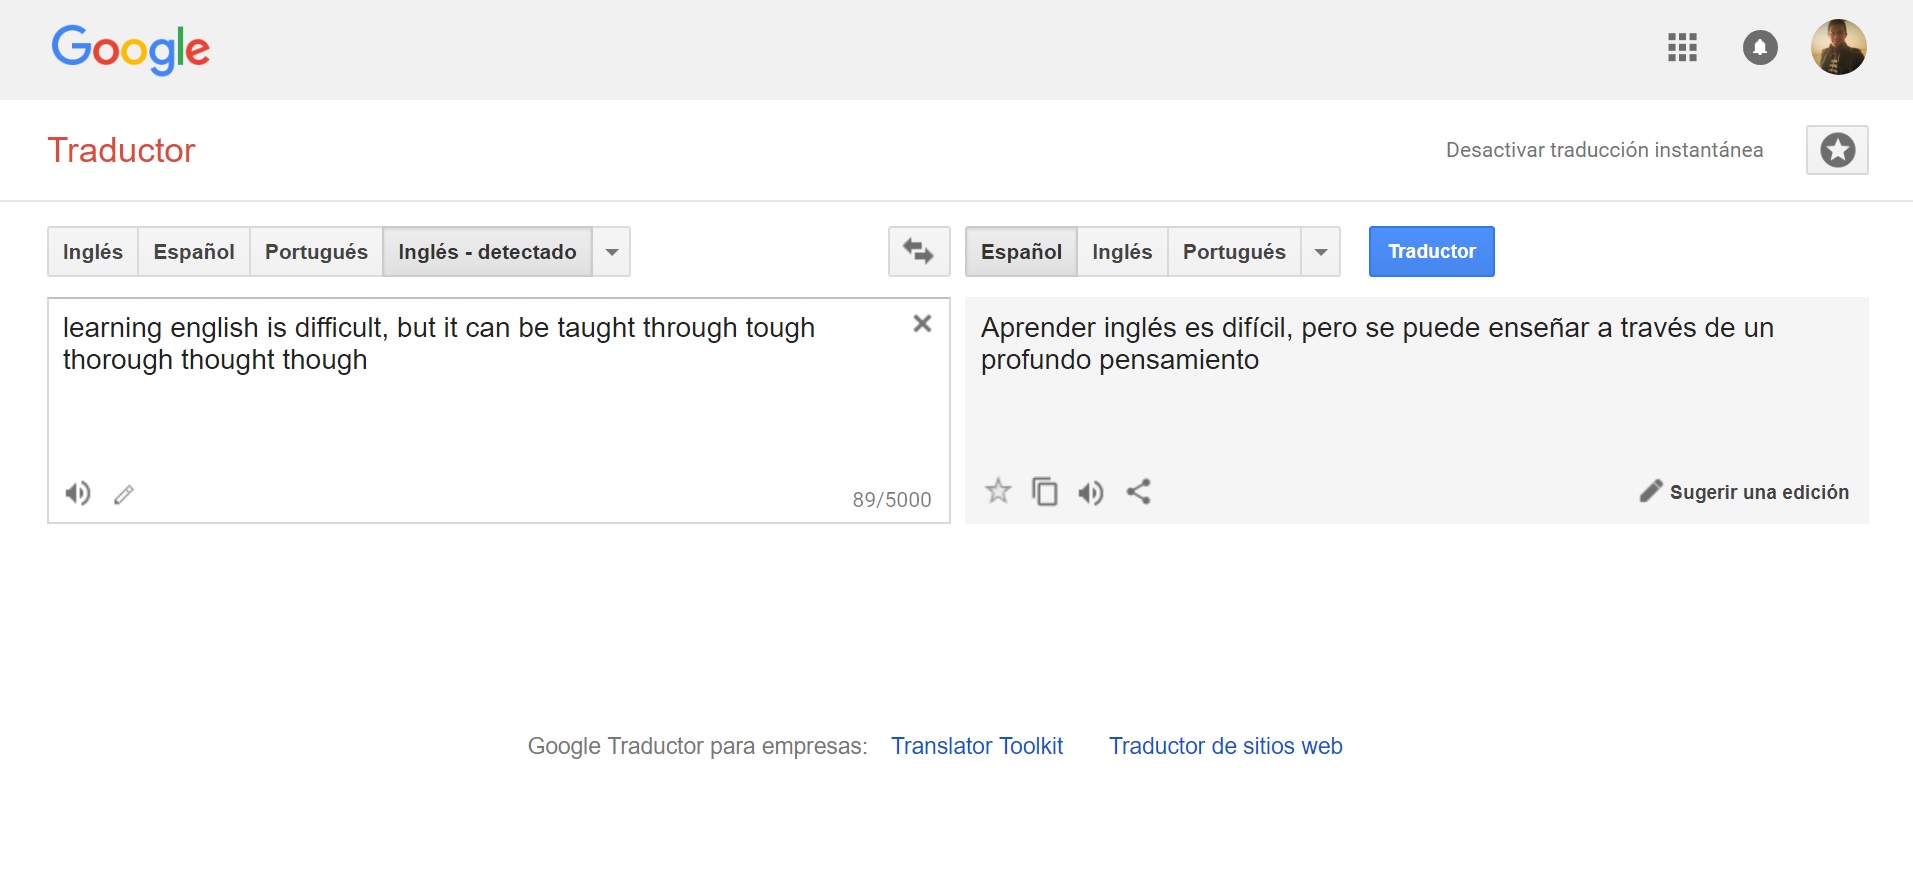 Google
Traductor
Desactivar traducción instantánea
Inglés Español Portugués Inglés - detectado
Español Inglés Portugués Traductor
learning english is difficult, but it can be taught through tough
thorough thought though
89/5000
Aprender inglés es difícil, pero se puede enseñar a través de un
profundo pensamiento
Sugerir una edición
Google Traductor para empresas: Translator Toolkit Traductor de sitios web